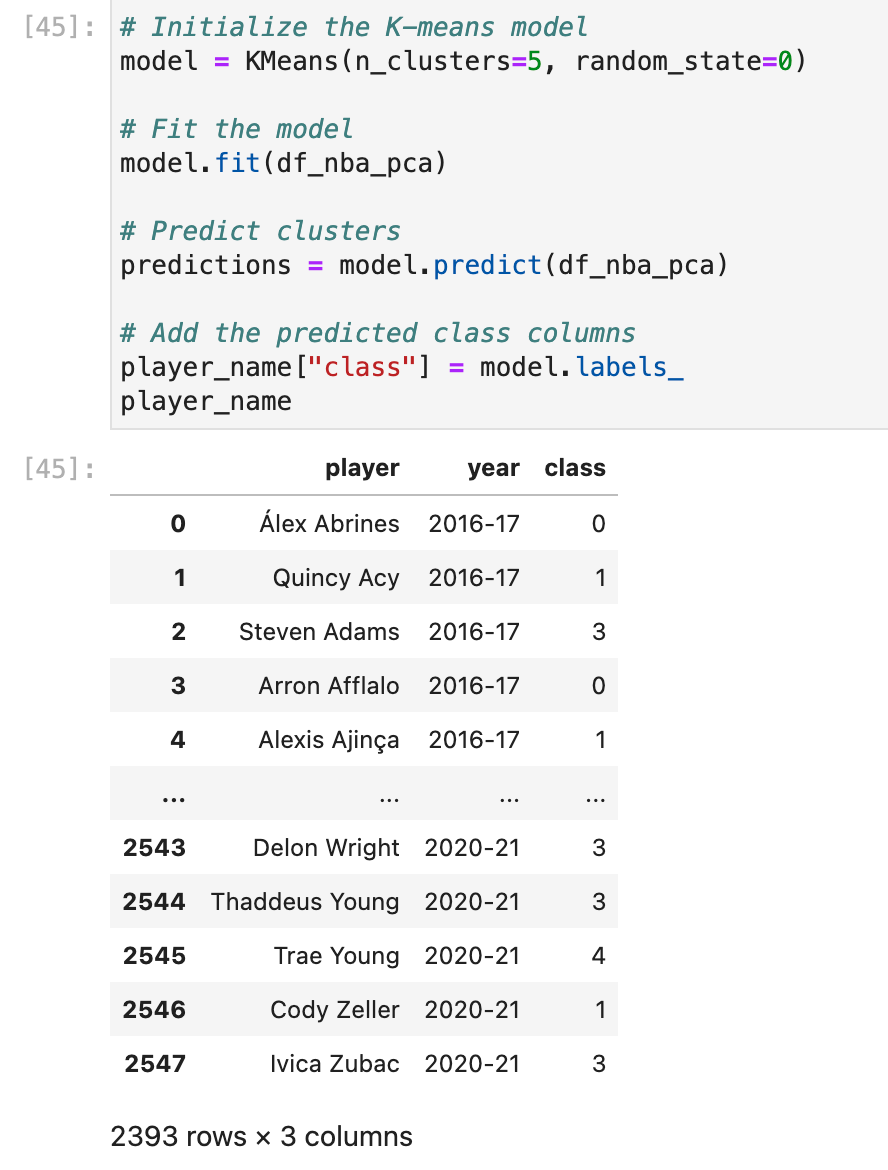 [45]: # Initialize the K-means model
model = KMeans(n_clusters=5, random_state=0)
# Fit the model
model.fit(df_nba_pca)
# Predict clusters
predictions = model.predict(df_nba_pca)
# Add the predicted class columns
player_name["class"] = model.labels_
player_name
[45]: player year class
0 Álex Abrines 2016-17 0
1 Quincy Acy 2016-17 1
2 Steven Adams 2016-17 3
3 Arron Afflalo 2016-17 0
4 Alexis Ajinça 2016-17 1
... ... ... ...
2543 Delon Wright 2020-21 3
2544 Thaddeus Young 2020-21 3
2545 Trae Young 2020-21 4
2546 Cody Zeller 2020-21 1
2547 Ivica Zubac 2020-21 3
2393 rows × 3 columns